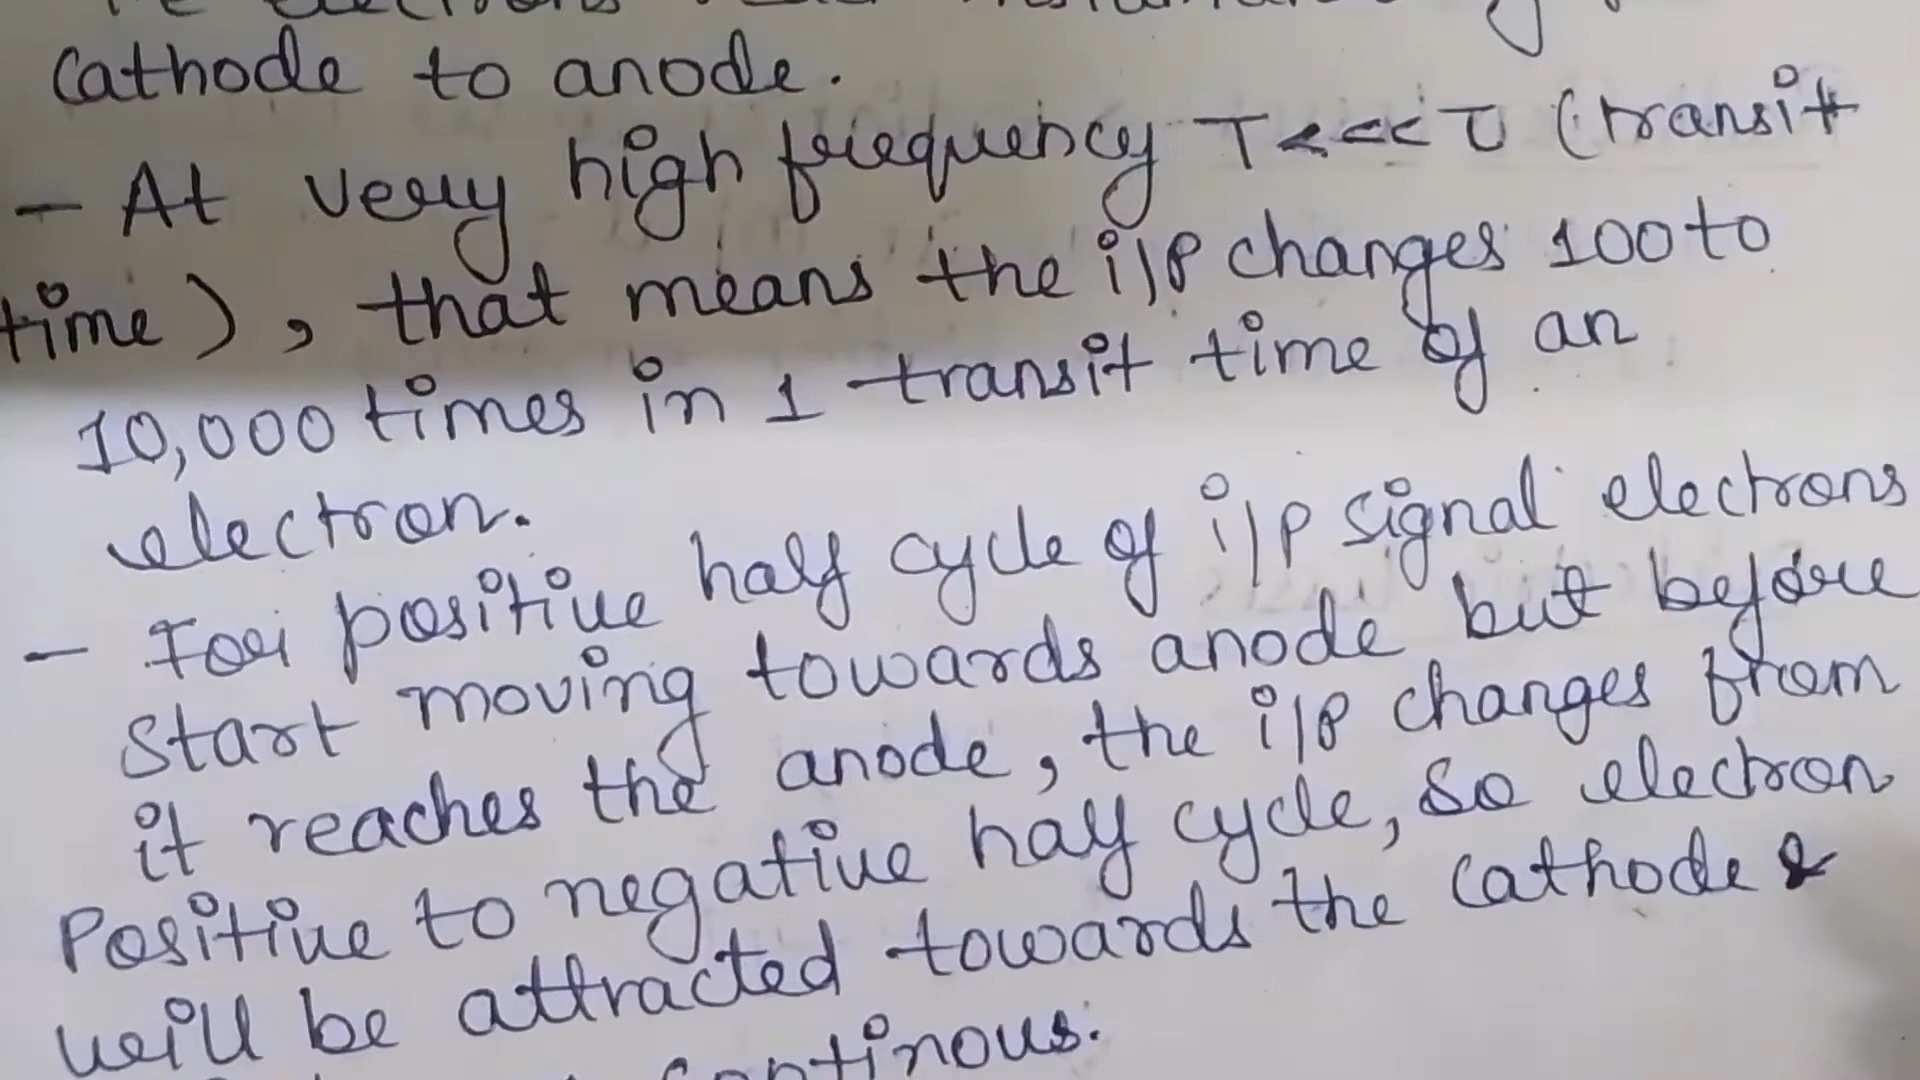 electrons
cathode to anode.
- At very high frequency T <<< τ (transit
time), that means the i/p changes 100 to
10,000 times in 1 transit time of an
electron.
- For positive half cycle of i/p signal electrons
start moving towards anode but before
it reaches the anode, the i/p changes from
Positive to negative half cycle, so electron
will be attracted towards the cathode &
continous.